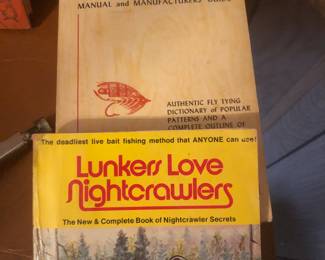 MANUAL and MANUFACTURERS' GUIDE
AUTHENTIC FLY TYING
DICTIONARY of POPULAR
PATTERNS AND A
COMPLETE OUTLINE OF
The deadliest live bait fishing method that ANYONE can use!
Lunkers Love
Nightcrawlers
The New & Complete Book of Nightcrawler Secrets